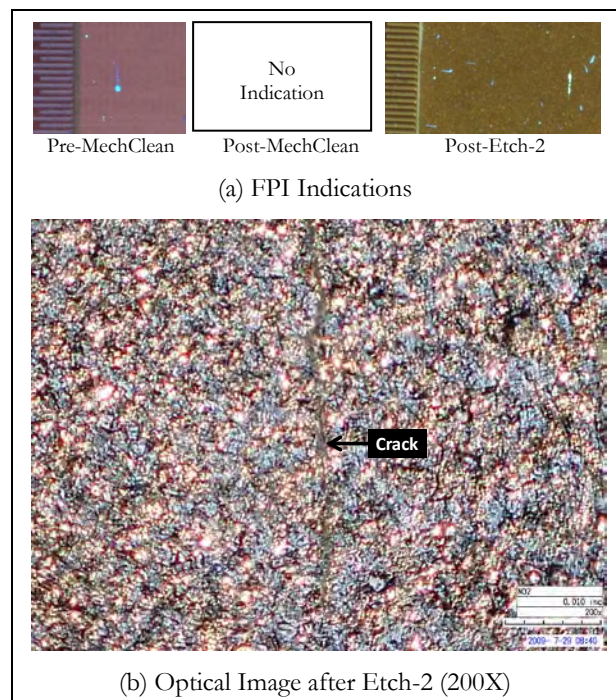 No
Indication
Pre-MechClean
Post-MechClean
Post-Etch-2
(a) FPI Indications
Crack
NO2
0.010 inc
200x
2009- 7-29 08:40
(b) Optical Image after Etch-2 (200X)